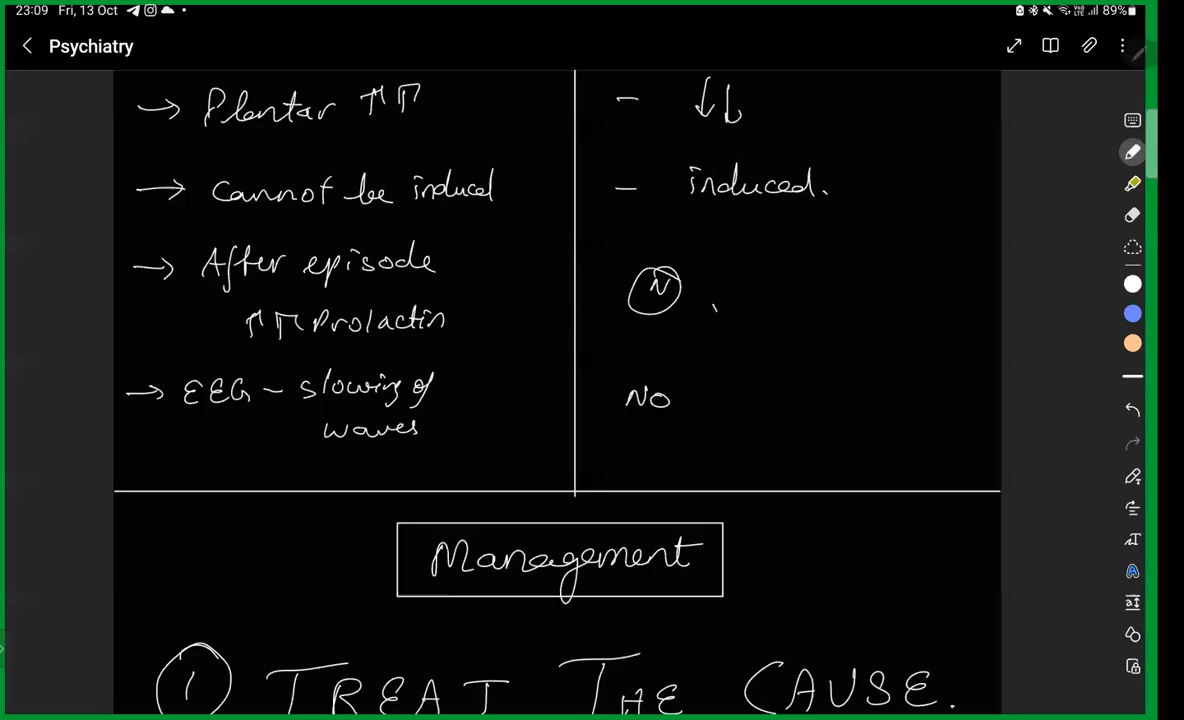 23:09 Fri, 13 Oct 89%
Psychiatry
→ Plantar ↑↑ - ↓↓
→ Cannot be induced - induced.
→ After episode
↑↑ Prolactin N
→ EEG - slowing of
waves NO
Management
① TREAT THE CAUSE.